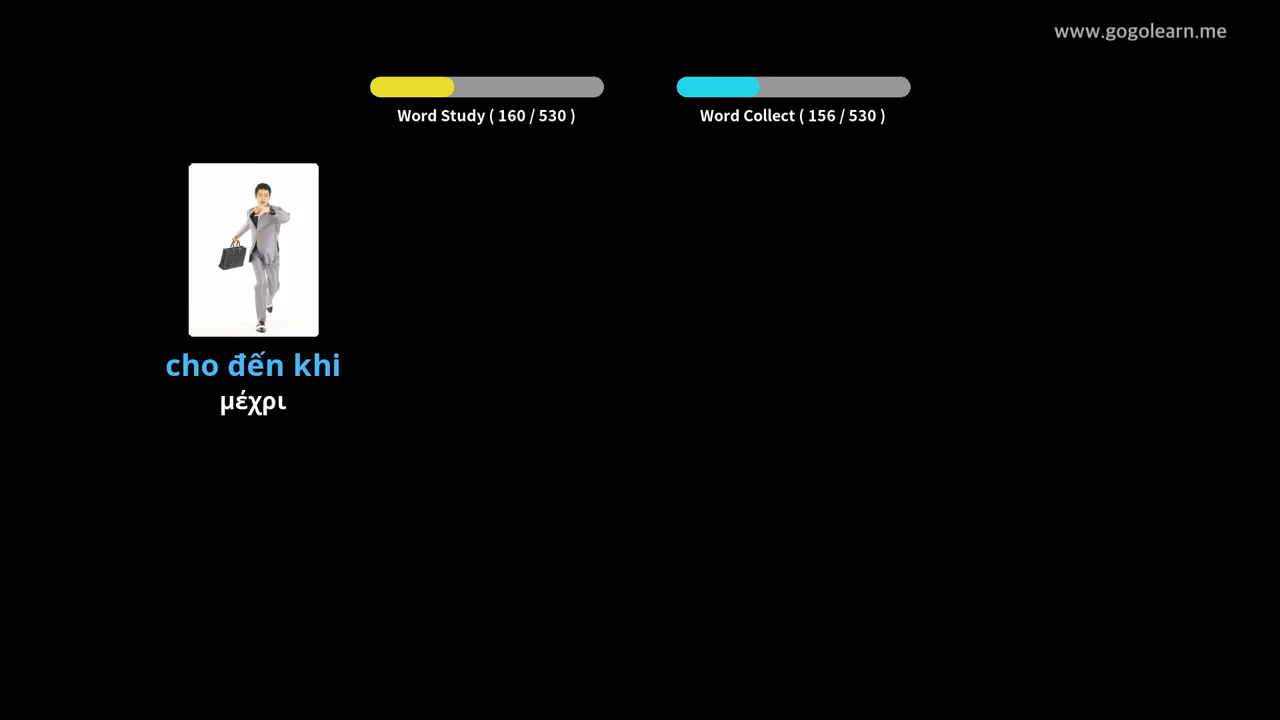 www.gogolearn.me
Word Study ( 160 / 530 )
Word Collect ( 156 / 530 )
cho đến khi
μέχρι